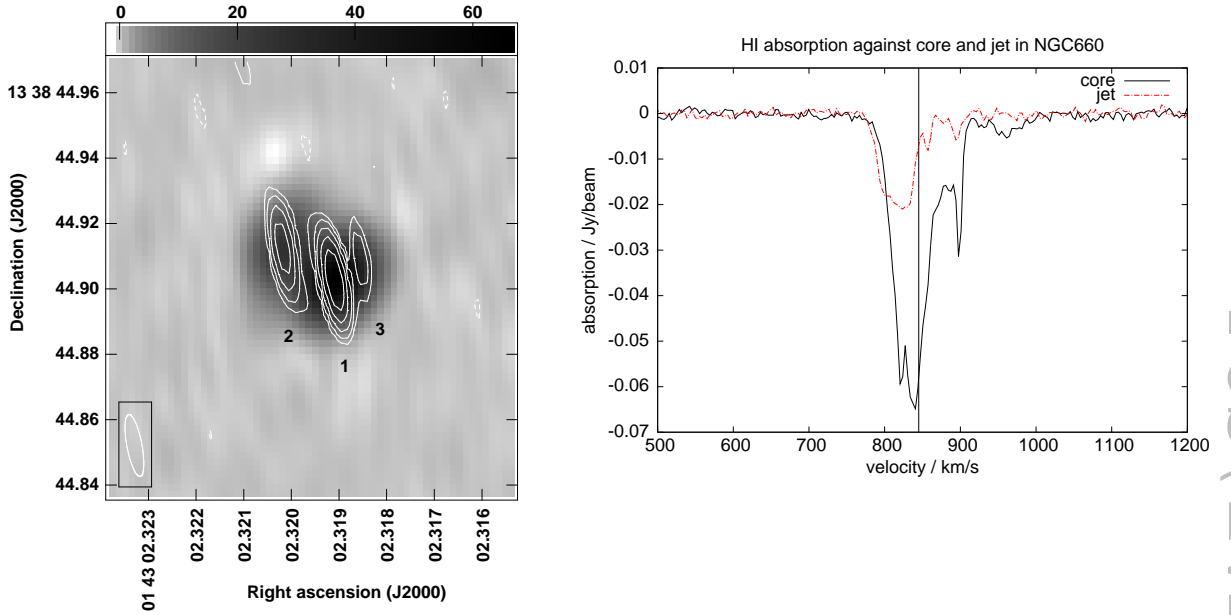 0 20 40 60
13 38 44.96
44.94
44.92
44.90
44.88
44.86
44.84
Declination (J2000)
2
1
3
01 43 02.323
02.322
02.321
02.320
02.319
02.318
02.317
02.316
Right ascension (J2000)
HI absorption against core and jet in NGC660
core
jet
0.01
0
-0.01
-0.02
-0.03
-0.04
-0.05
-0.06
-0.07
absorption / Jy/beam
500 600 700 800 900 1000 1100 1200
velocity / km/s